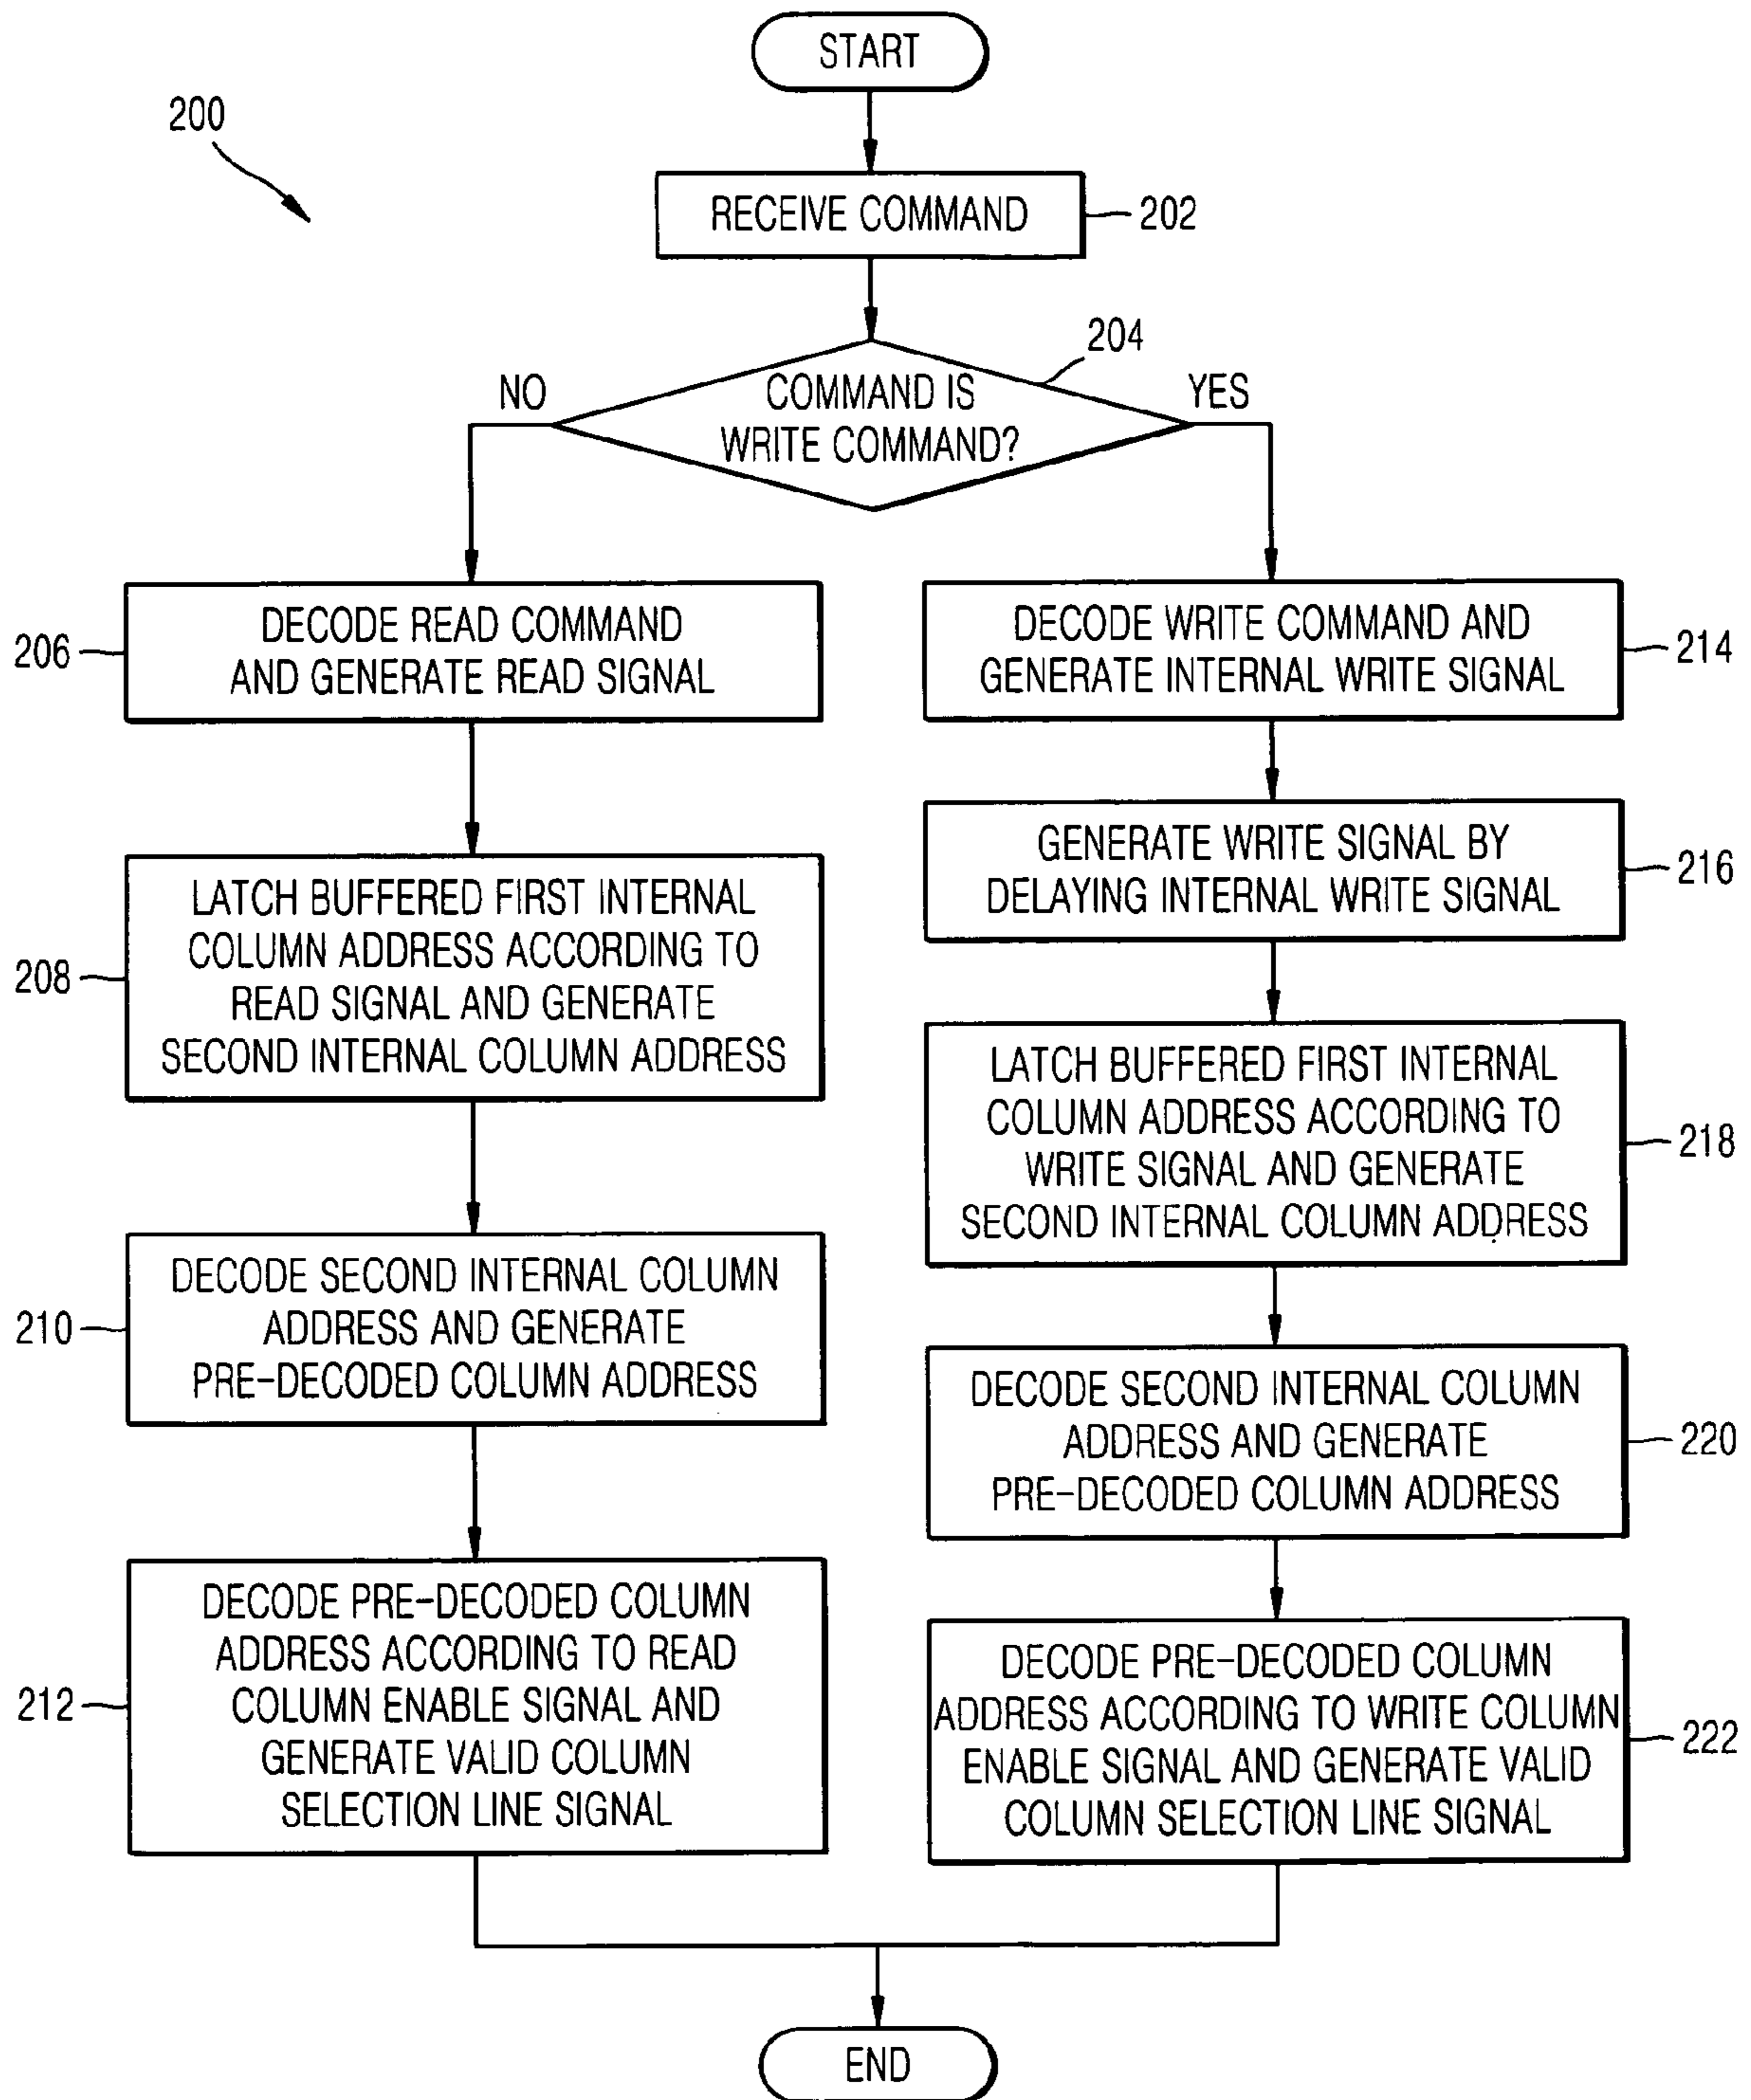 START
200
RECEIVE COMMAND
202
204
NO
COMMAND IS
WRITE COMMAND?
YES
206
DECODE READ COMMAND
AND GENERATE READ SIGNAL
208
LATCH BUFFERED FIRST INTERNAL
COLUMN ADDRESS ACCORDING TO
READ SIGNAL AND GENERATE
SECOND INTERNAL COLUMN ADDRESS
210
DECODE SECOND INTERNAL COLUMN
ADDRESS AND GENERATE
PRE-DECODED COLUMN ADDRESS
212
DECODE PRE-DECODED COLUMN
ADDRESS ACCORDING TO READ
COLUMN ENABLE SIGNAL AND
GENERATE VALID COLUMN
SELECTION LINE SIGNAL
DECODE WRITE COMMAND AND
GENERATE INTERNAL WRITE SIGNAL
214
GENERATE WRITE SIGNAL BY
DELAYING INTERNAL WRITE SIGNAL
216
LATCH BUFFERED FIRST INTERNAL
COLUMN ADDRESS ACCORDING TO
WRITE SIGNAL AND GENERATE
SECOND INTERNAL COLUMN ADDRESS
218
DECODE SECOND INTERNAL COLUMN
ADDRESS AND GENERATE
PRE-DECODED COLUMN ADDRESS
220
DECODE PRE-DECODED COLUMN
ADDRESS ACCORDING TO WRITE COLUMN
ENABLE SIGNAL AND GENERATE VALID
COLUMN SELECTION LINE SIGNAL
222
END